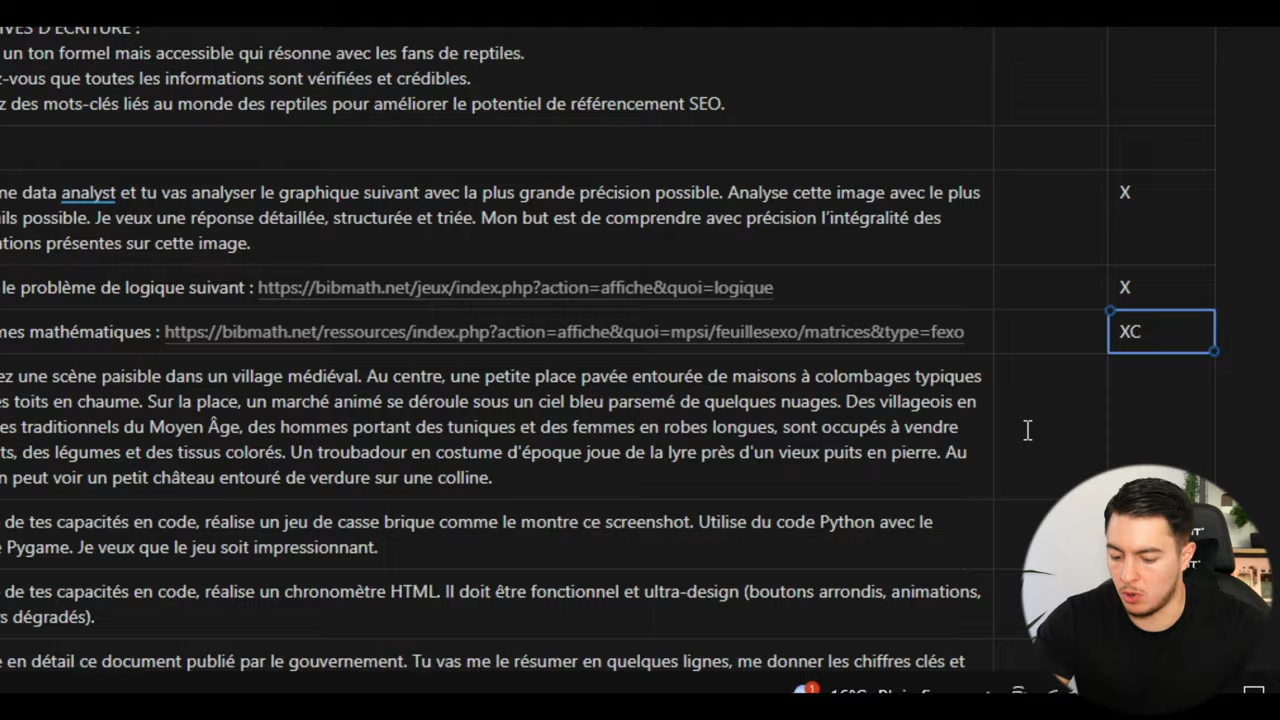 IVES D'ÉCRITURE :
un ton formel mais accessible qui résonne avec les fans de reptiles.
z-vous que toutes les informations sont vérifiées et crédibles.
z des mots-clés liés au monde des reptiles pour améliorer le potentiel de référencement SEO.
ne data analyst et tu vas analyser le graphique suivant avec la plus grande précision possible. Analyse cette image avec le plus
ils possible. Je veux une réponse détaillée, structurée et triée. Mon but est de comprendre avec précision l'intégralité des
ations présentes sur cette image.
X
le problème de logique suivant : https://bibmath.net/jeux/index.php?action=affiche&quoi=logique
X
mes mathématiques : https://bibmath.net/ressources/index.php?action=affiche&quoi=mpsi/feuillesexo/matrices&type=fexo
XC
ez une scène paisible dans un village médiéval. Au centre, une petite place pavée entourée de maisons à colombages typiques
s toits en chaume. Sur la place, un marché animé se déroule sous un ciel bleu parsemé de quelques nuages. Des villageois en
es traditionnels du Moyen Âge, des hommes portant des tuniques et des femmes en robes longues, sont occupés à vendre
ts, des légumes et des tissus colorés. Un troubadour en costume d'époque joue de la lyre près d'un vieux puits en pierre. Au
n peut voir un petit château entouré de verdure sur une colline.
de tes capacités en code, réalise un jeu de casse brique comme le montre ce screenshot. Utilise du code Python avec le
Pygame. Je veux que le jeu soit impressionnant.
de tes capacités en code, réalise un chronomètre HTML. Il doit être fonctionnel et ultra-design (boutons arrondis, animations,
s dégradés).
e en détail ce document publié par le gouvernement. Tu vas me le résumer en quelques lignes, me donner les chiffres clés et
1